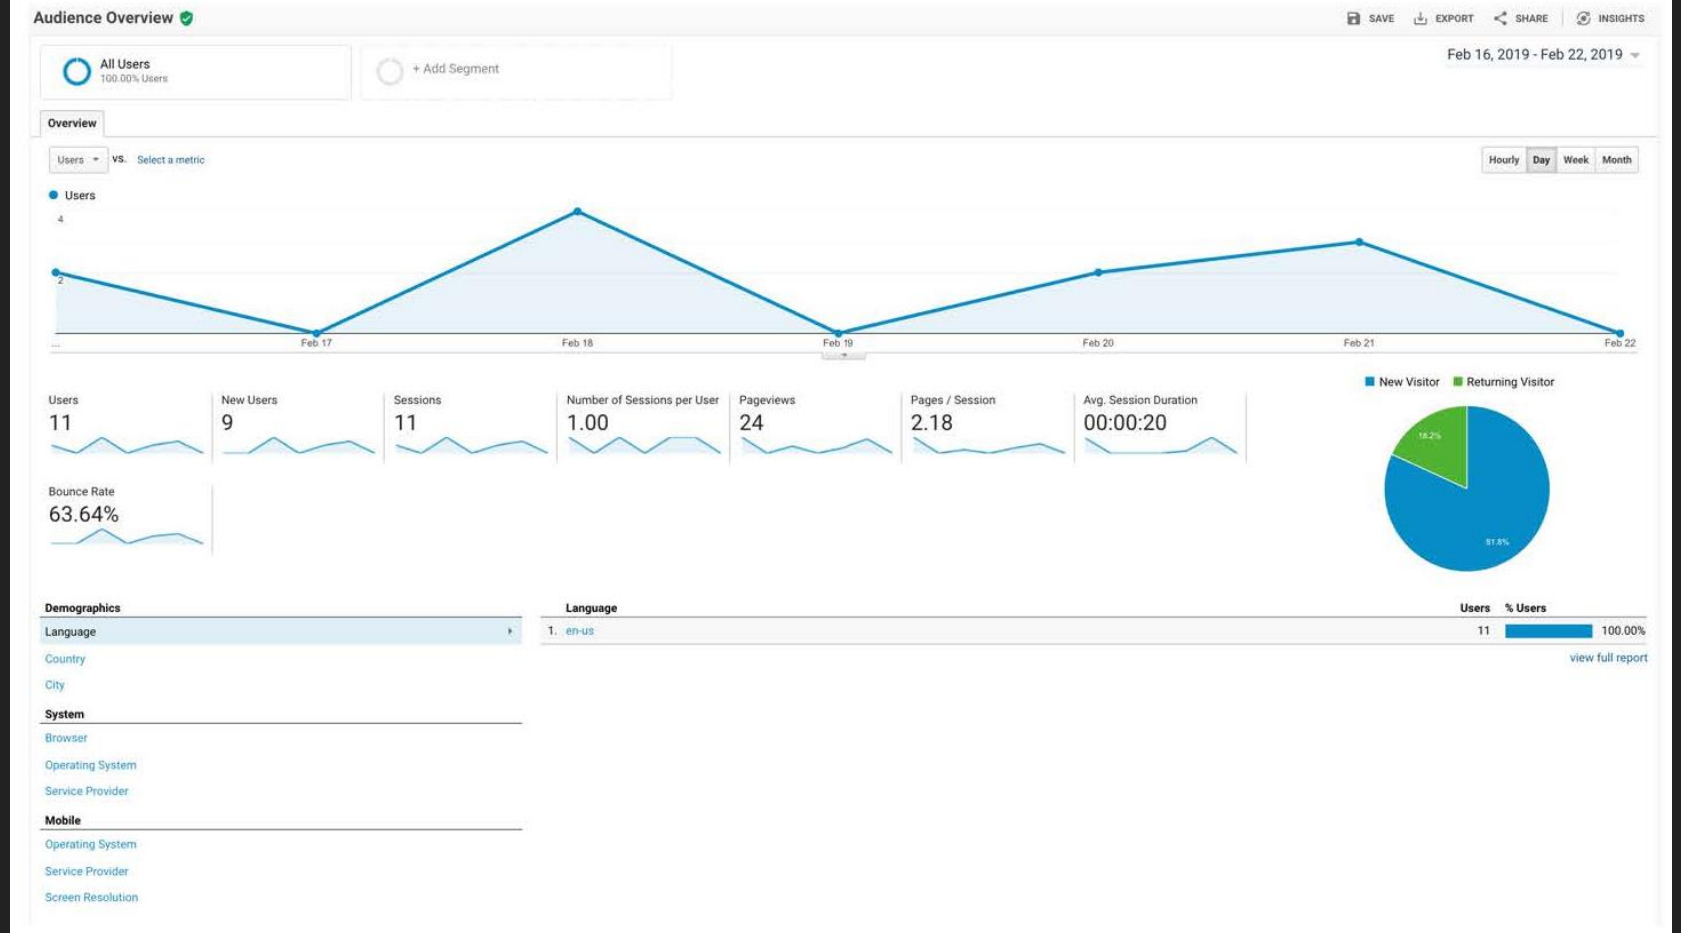 Audience Overview
SAVE EXPORT SHARE INSIGHTS
All Users
100.00% Users
+ Add Segment
Feb 16, 2019 - Feb 22, 2019
Overview
Users VS. Select a metric
Hourly Day Week Month
Users
4
2
... Feb 17 Feb 18 Feb 19 Feb 20 Feb 21 Feb 22
New Visitor Returning Visitor
Users New Users Sessions Number of Sessions per User Pageviews Pages / Session Avg. Session Duration
11 9 11 1.00 24 2.18 00:00:20
18.2%
81.8%
Bounce Rate
63.64%
Demographics
Language
Country
City
System
Browser
Operating System
Service Provider
Mobile
Operating System
Service Provider
Screen Resolution
Language Users % Users
1. en-us 11 100.00%
view full report